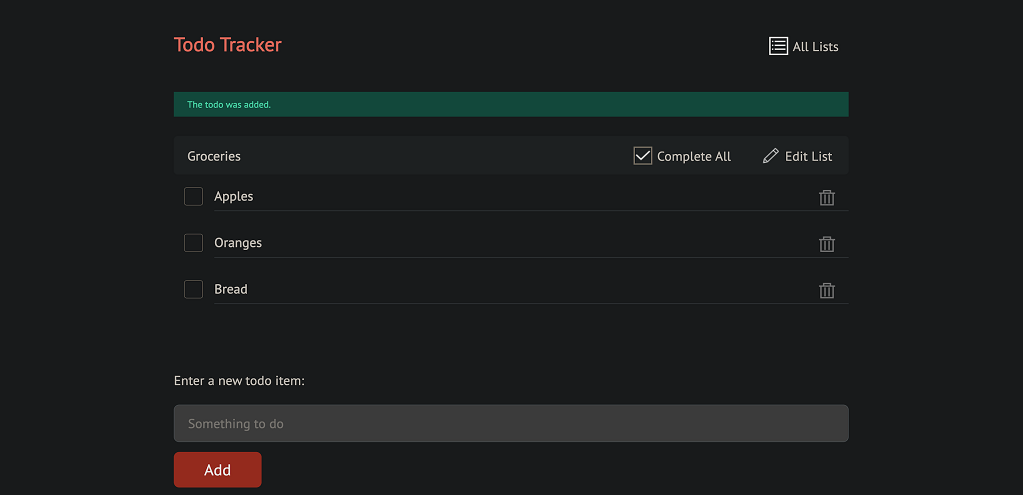 Todo Tracker
All Lists
The todo was added.
Groceries
Complete All
Edit List
Apples
Oranges
Bread
Enter a new todo item:
Something to do
Add